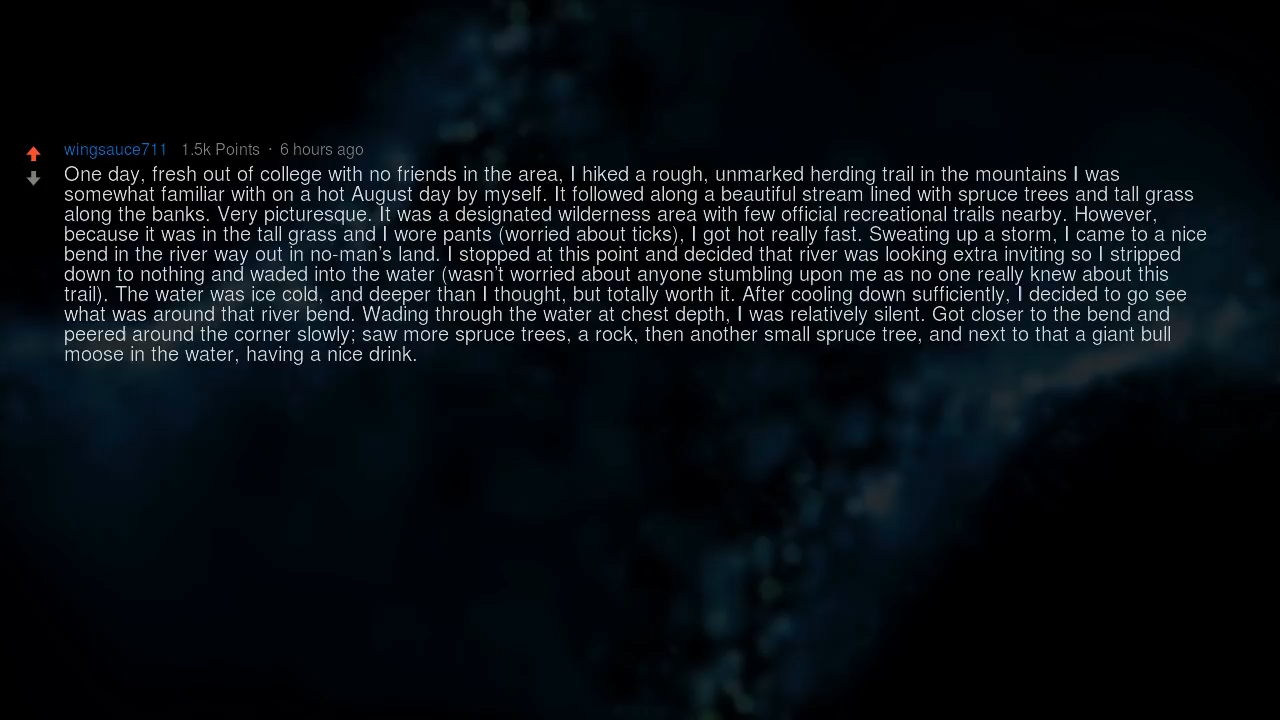 wingsauce711 1.5k Points · 6 hours ago
One day, fresh out of college with no friends in the area, I hiked a rough, unmarked herding trail in the mountains I was
somewhat familiar with on a hot August day by myself. It followed along a beautiful stream lined with spruce trees and tall grass
along the banks. Very picturesque. It was a designated wilderness area with few official recreational trails nearby. However,
because it was in the tall grass and I wore pants (worried about ticks), I got hot really fast. Sweating up a storm, I came to a nice
bend in the river way out in no-man's land. I stopped at this point and decided that river was looking extra inviting so I stripped
down to nothing and waded into the water (wasn't worried about anyone stumbling upon me as no one really knew about this
trail). The water was ice cold, and deeper than I thought, but totally worth it. After cooling down sufficiently, I decided to go see
what was around that river bend. Wading through the water at chest depth, I was relatively silent. Got closer to the bend and
peered around the corner slowly; saw more spruce trees, a rock, then another small spruce tree, and next to that a giant bull
moose in the water, having a nice drink.